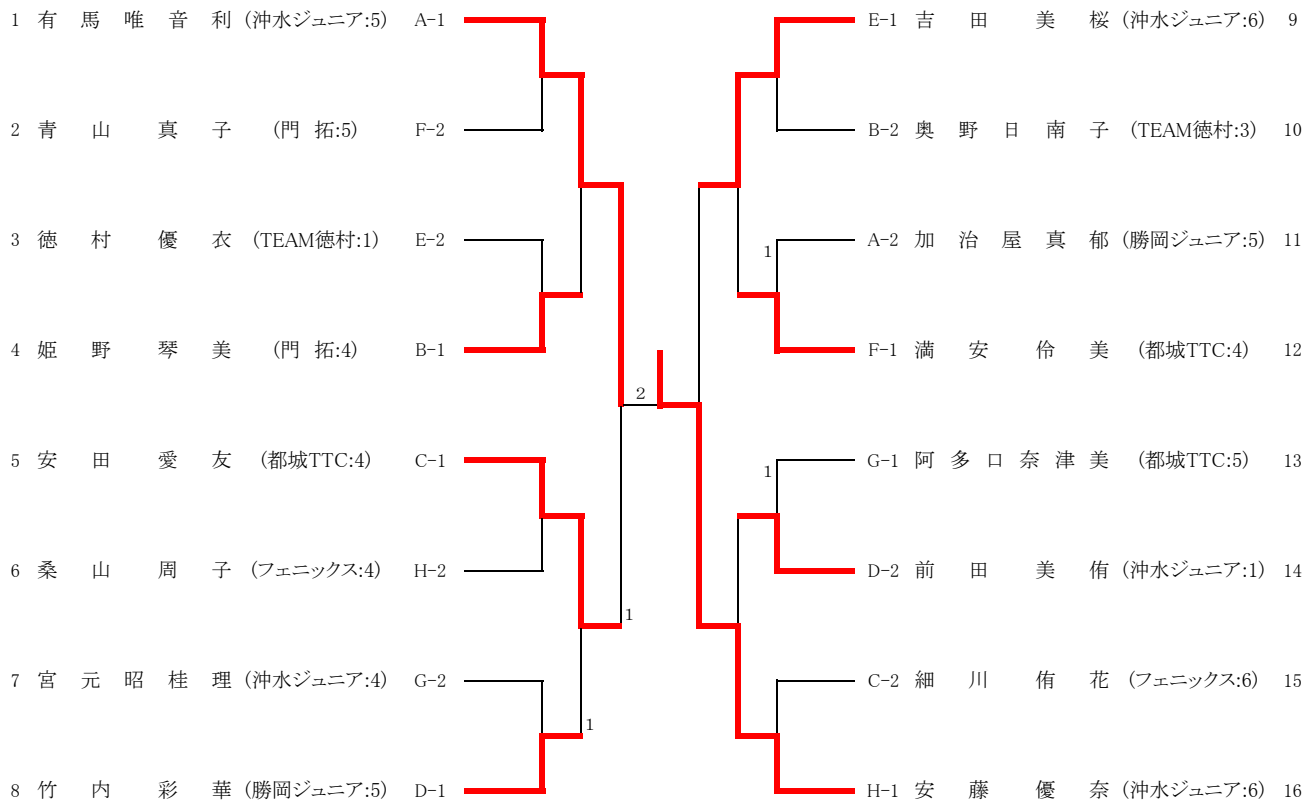 1 有馬唯音利 (沖水ジュニア:5) A-1
2 青山真子 (門 拓:5) F-2
3 徳村優衣 (TEAM徳村:1) E-2
4 姫野琴美 (門 拓:4) B-1
2
5 安田愛友 (都城TTC:4) C-1
6 桑山周子 (フェニックス:4) H-2
1
7 宮元昭桂理 (沖水ジュニア:4) G-2
1
8 竹内彩華 (勝岡ジュニア:5) D-1
E-1 吉田美桜 (沖水ジュニア:6) 9
B-2 奥野日南子 (TEAM徳村:3) 10
A-2 加治屋真郁 (勝岡ジュニア:5) 11
1
F-1 満安伶美 (都城TTC:4) 12
G-1 阿多口奈津美 (都城TTC:5) 13
1
D-2 前田美侑 (沖水ジュニア:1) 14
C-2 細川侑花 (フェニックス:6) 15
H-1 安藤優奈 (沖水ジュニア:6) 16